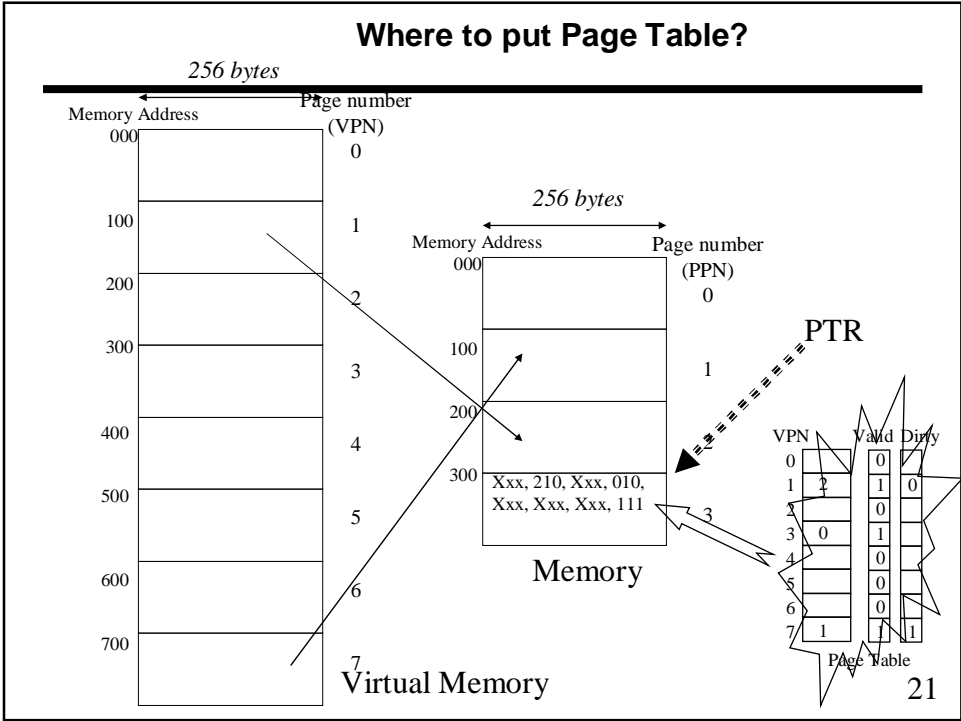 Where to put Page Table?
256 bytes
Memory Address
Page number
(VPN)
000
0
100
1
200
2
300
3
400
4
500
5
600
6
700
7
Virtual Memory
256 bytes
Memory Address
Page number
(PPN)
000
0
100
1
200
2
300
Xxx, 210, Xxx, 010,
Xxx, Xxx, Xxx, 111
3
Memory
PTR
VPN Valid Dirty
0 0
1 2 1 0
2 0
3 0 1
4 0
5 0
6 0
7 1 1 1
Page Table
21